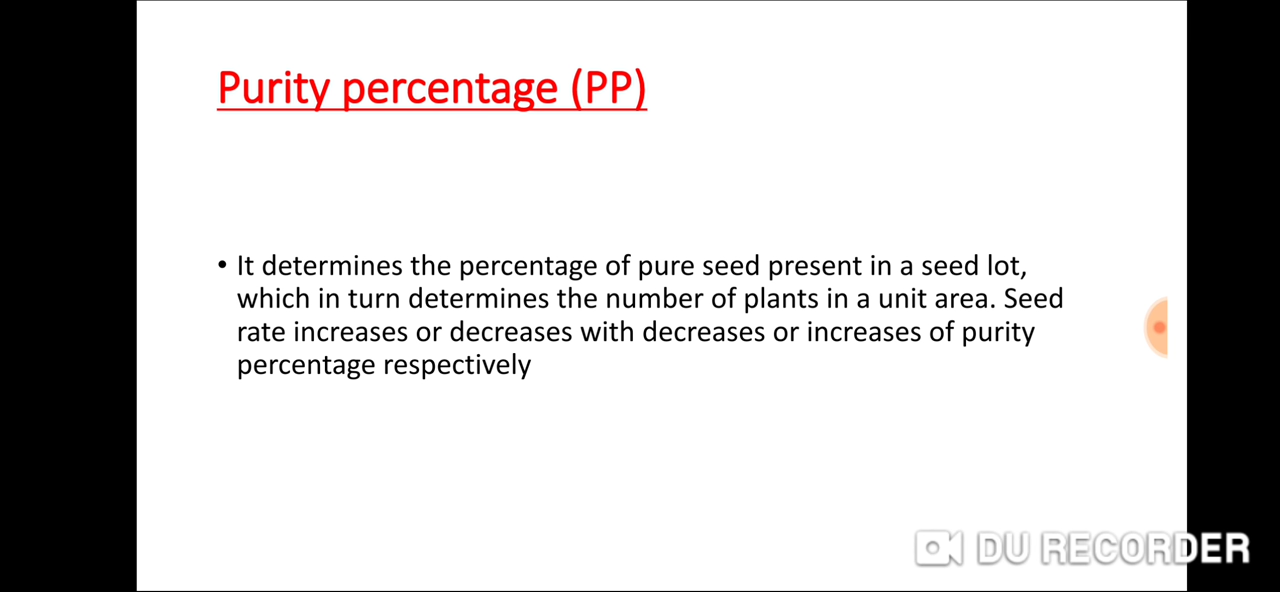 Purity percentage (PP)
• It determines the percentage of pure seed present in a seed lot,
which in turn determines the number of plants in a unit area. Seed
rate increases or decreases with decreases or increases of purity
percentage respectively
DU RECORDER